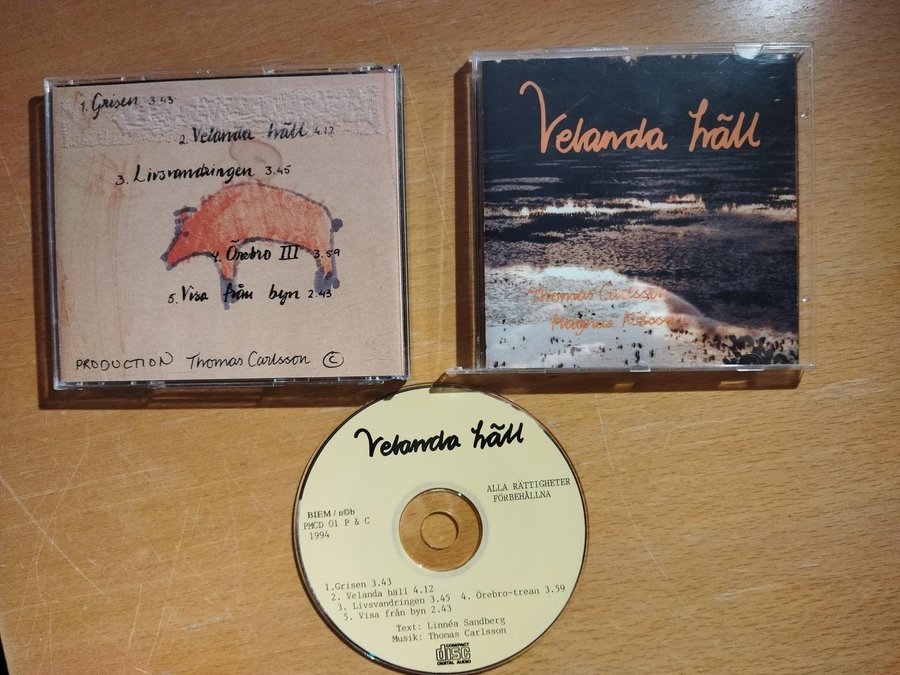 1. Grisen 3.43
2. Velanda häll 4.12
3. Livsvandringen 3.45
4. Örebro III 3.59
5. Visa från byn 2.43
PRODUCTION Thomas Carlsson ©
Velanda häll
Thomas Carlsson
Magnus
Velanda häll
ALLA RÄTTIGHETER
FÖRBEHÅLLNA
BIEM / n©b
PMCD 01 P & C
1994
1.Grisen 3.43
2. Velanda häll 4.12
3. Livsvandringen 3.45 4. Örebro-trean 3.59
5. Visa från byn 2.43
Text: Linnéa Sandberg
Musik: Thomas Carlsson
COMPACT
disc
DIGITAL AUDIO